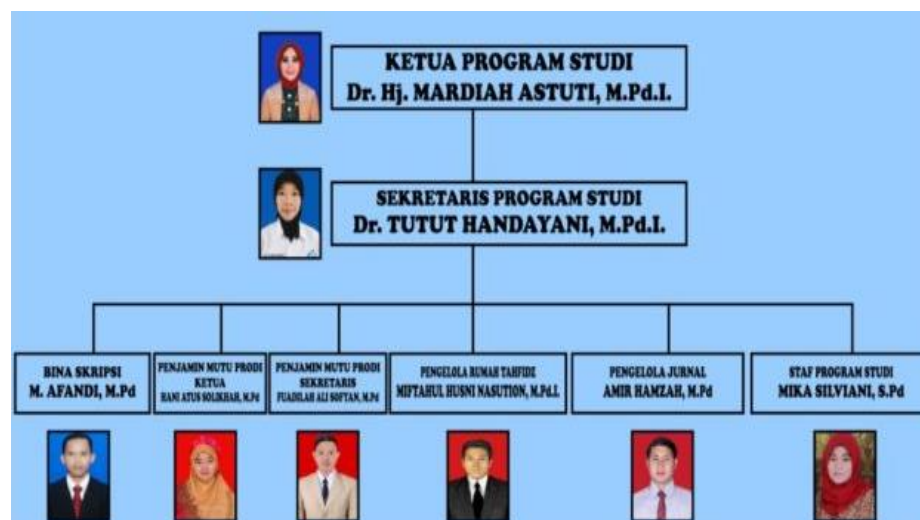 KETUA PROGRAM STUDI
Dr. Hj. MARDIAH ASTUTI, M.Pd.I.
SEKRETARIS PROGRAM STUDI
Dr. TUTUT HANDAYANI, M.Pd.I.
BINA SKRIPSI
M. AFANDI, M.Pd
PENJAMIN MUTU PRODI
KETUA
HANI ATUS SOLIKHAH, M.Pd
PENJAMIN MUTU PRODI
SEKRETARIS
FUADILAH ALI SOFYAN, M.Pd
PENGELOLA RUMAH TAHFIDZ
MIFTAHUL HUSNI NASUTION, M.Pd.I.
PENGELOLA JURNAL
AMIR HAMZAH, M.Pd
STAF PROGRAM STUDI
MIKA SILVIANI, S.Pd